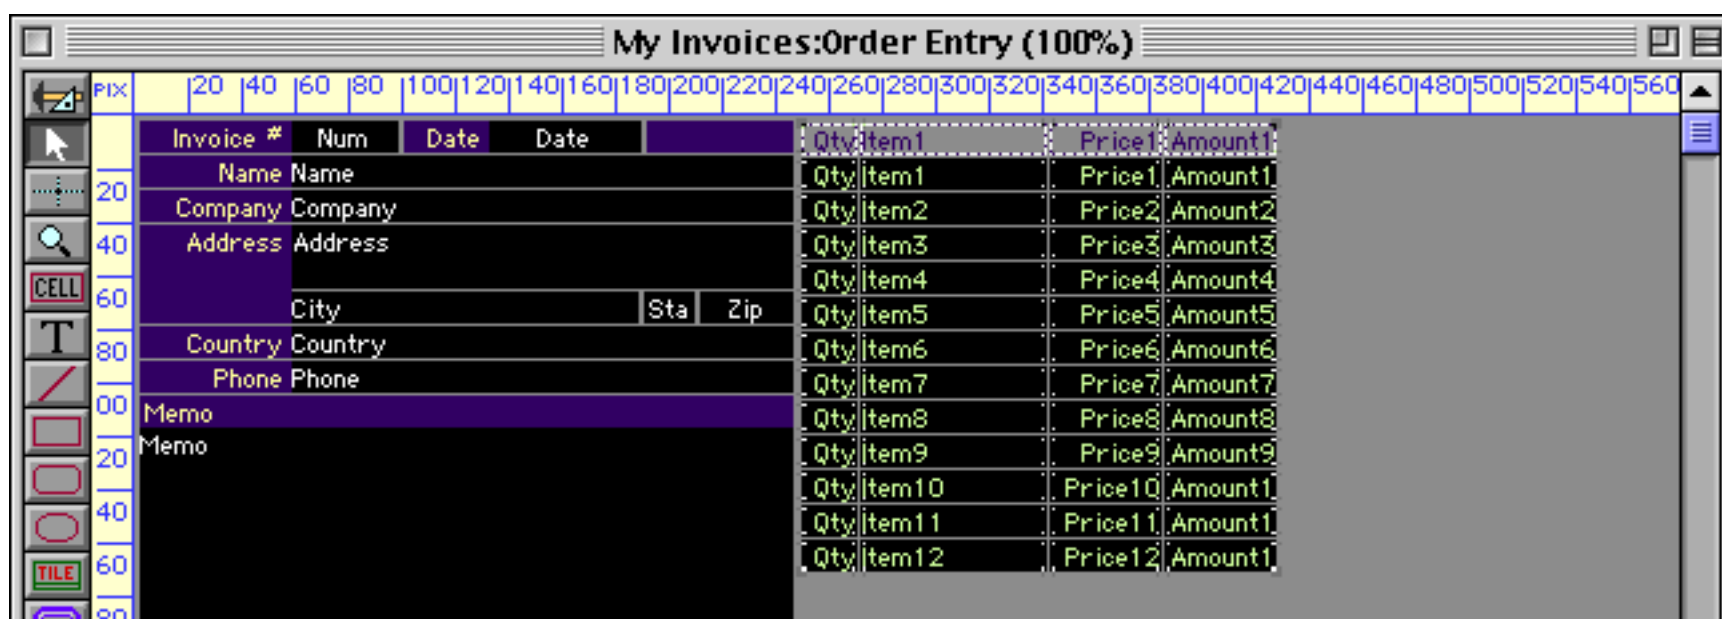 My Invoices:Order Entry (100%)
PIX 20 40 60 80 100 120 140 160 180 200 220 240 260 280 300 320 340 360 380 400 420 440 460 480 500 520 540 560
Invoice # Num Date Date Qty Item1 Price1 Amount1
20 Name Name Qty Item1 Price1 Amount1
Company Company Qty Item2 Price2 Amount2
40 Address Address Qty Item3 Price3 Amount3
CELL Qty Item4 Price4 Amount4
60 City Sta Zip Qty Item5 Price5 Amount5
T 80 Country Country Qty Item6 Price6 Amount6
Phone Phone Qty Item7 Price7 Amount7
00 Memo Qty Item8 Price8 Amount8
20 Memo Qty Item9 Price9 Amount9
Qty Item10 Price10 Amount1
40 Qty Item11 Price11 Amount1
TILE 60 Qty Item12 Price12 Amount1
80